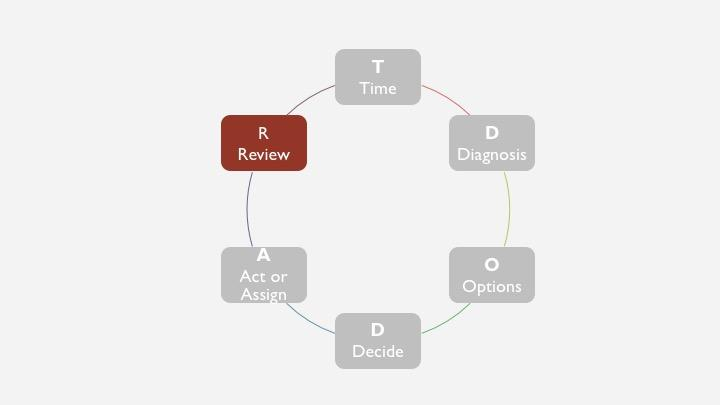 T
Time
D
Diagnosis
O
Options
D
Decide
A
Act or
Assign
R
Review